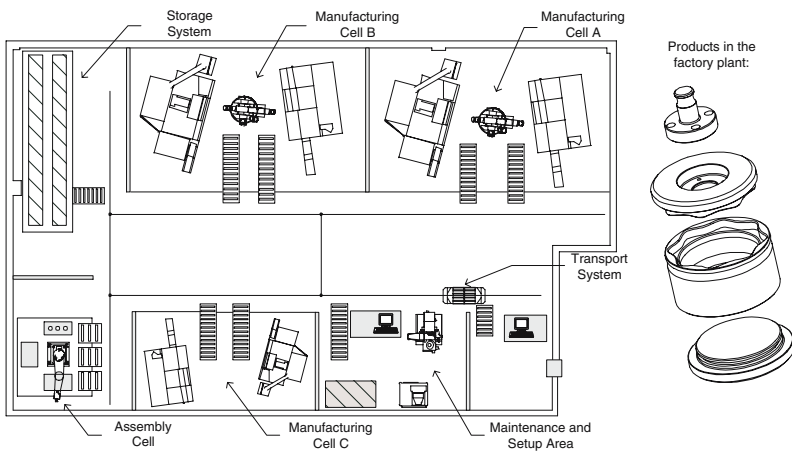 Storage
System
Manufacturing
Cell B
Manufacturing
Cell A
Products in the
factory plant:
Transport
System
Assembly
Cell
Manufacturing
Cell C
Maintenance and
Setup Area